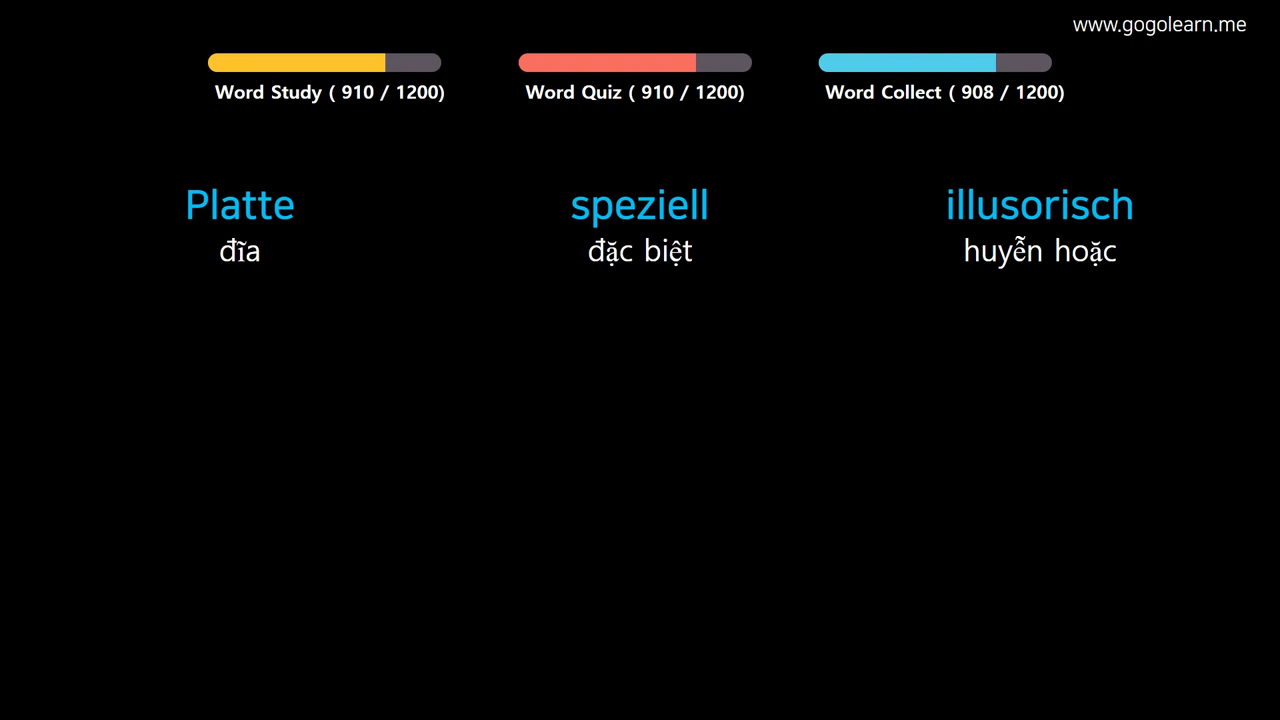 www.gogolearn.me
Word Study ( 910 / 1200)
Word Quiz ( 910 / 1200)
Word Collect ( 908 / 1200)
Platte
đĩa
speziell
đặc biệt
illusorisch
huyễn hoặc